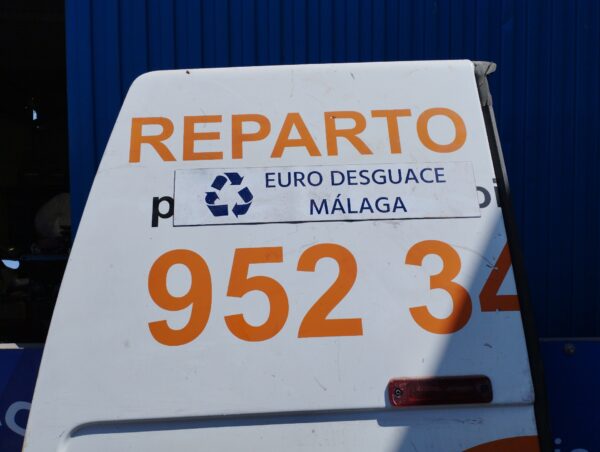 REPARTO
EURO DESGUACE
MÁLAGA
952 34